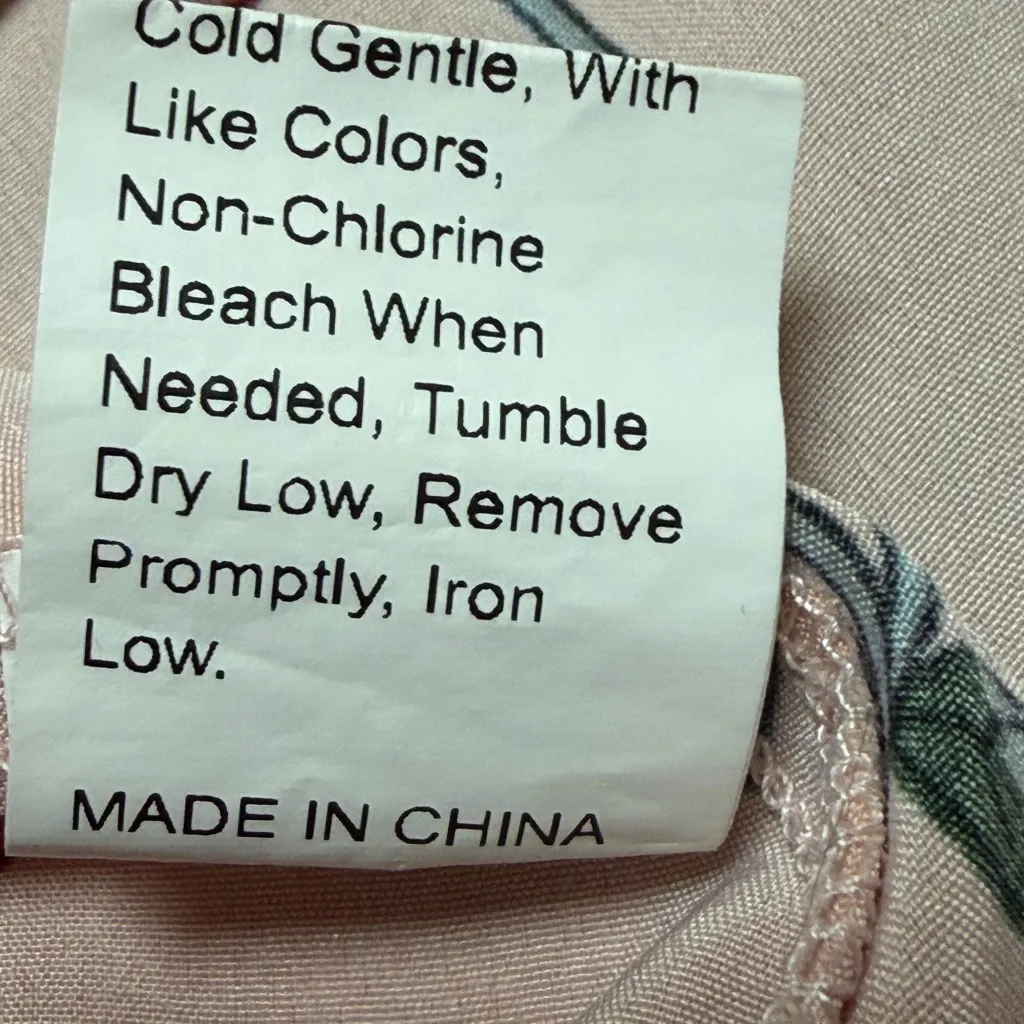 Cold Gentle, With
Like Colors,
Non-Chlorine
Bleach When
Needed, Tumble
Dry Low, Remove
Promptly, Iron
Low.
MADE IN CHINA